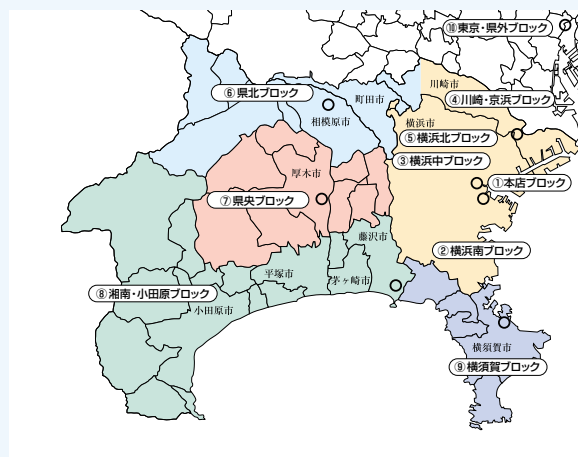 ⑩東京・県外ブロック
川崎市
⑥県北ブロック
町田市
④川崎・京浜ブロック
相模原市
横浜市
⑤横浜北ブロック
③横浜中ブロック
厚木市
①本店ブロック
⑦県央ブロック
藤沢市
②横浜南ブロック
平塚市
茅ヶ崎市
⑧湘南・小田原ブロック
小田原市
横須賀市
⑨横須賀ブロック